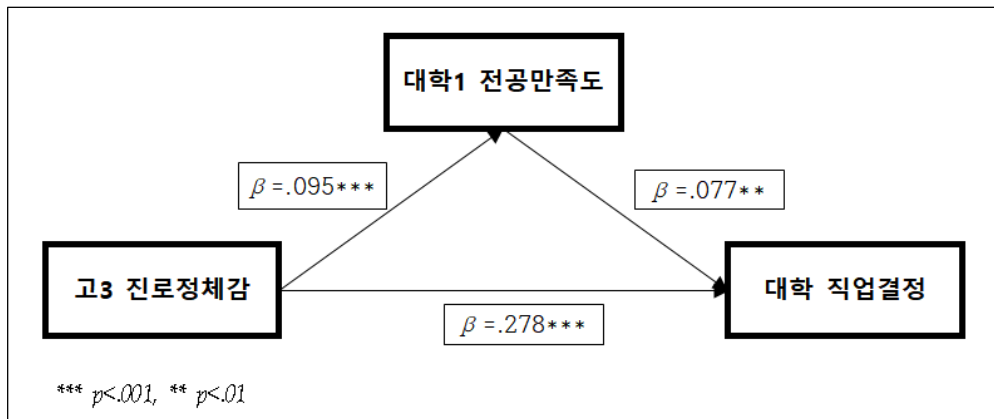 대학1 전공만족도
β=.095***
β=.077**
고3 진로정체감
대학 직업결정
β=.278***
*** p<.001, ** p<.01